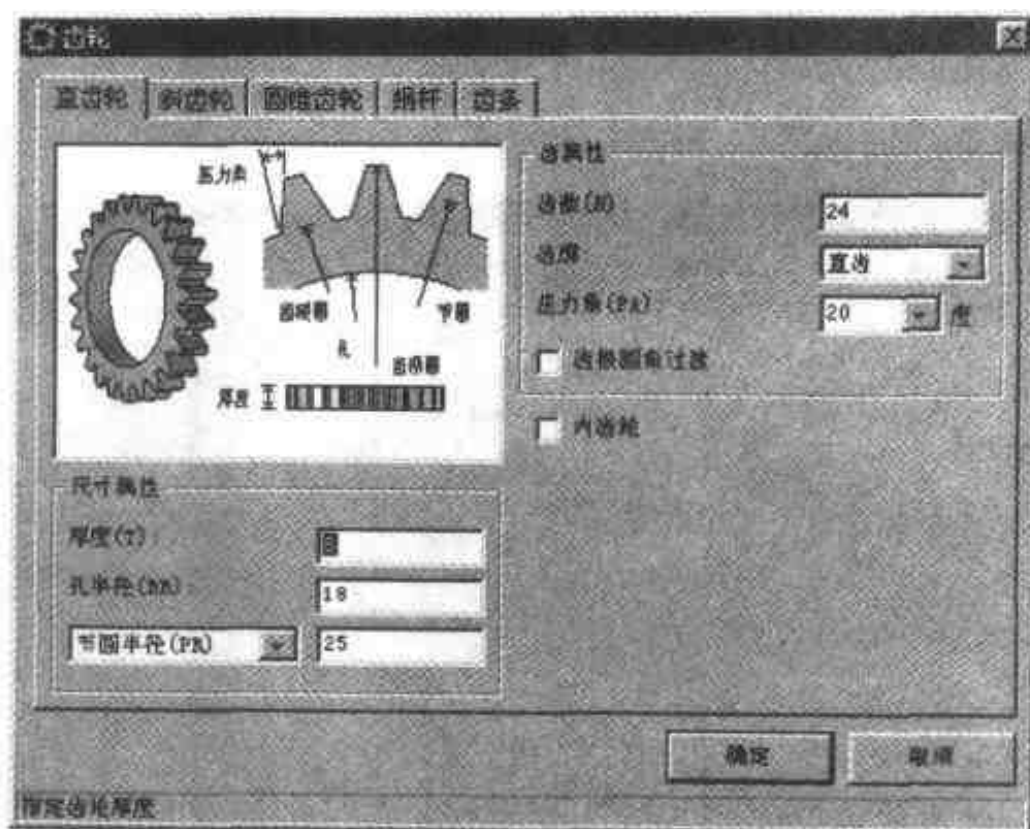 齿轮
直齿轮 斜齿轮 圆锥齿轮 蜗杆 齿条
压力角
齿根圆
节圆
孔
齿顶圆
厚度
齿属性
齿数(N) 24
齿廓 直齿
压力角(PA): 20 度
齿根圆角过渡
内齿轮
尺寸属性
厚度(T):
孔半径(BR): 18
节圆半径(PR) 25
确定 取消
指定齿轮厚度